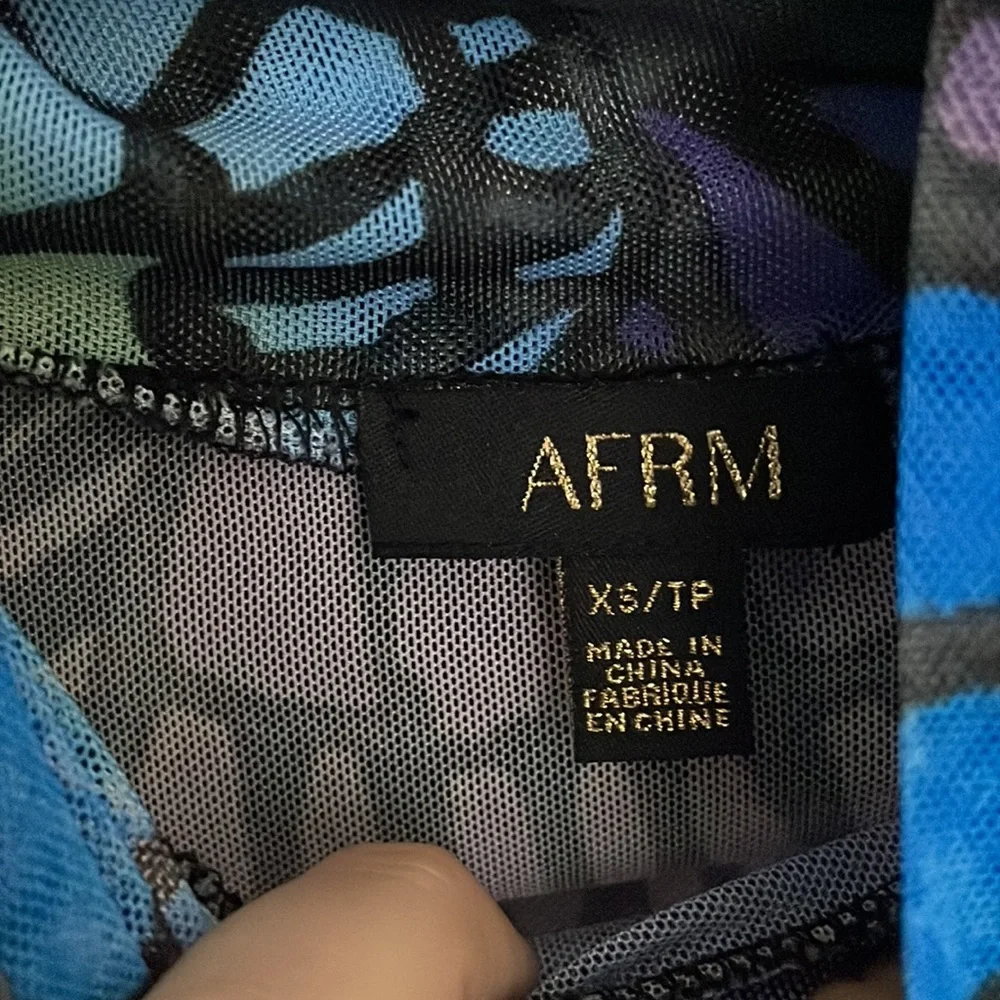 AFRM
XS/TP
MADE IN
CHINA
FABRIQUE
EN CHINE